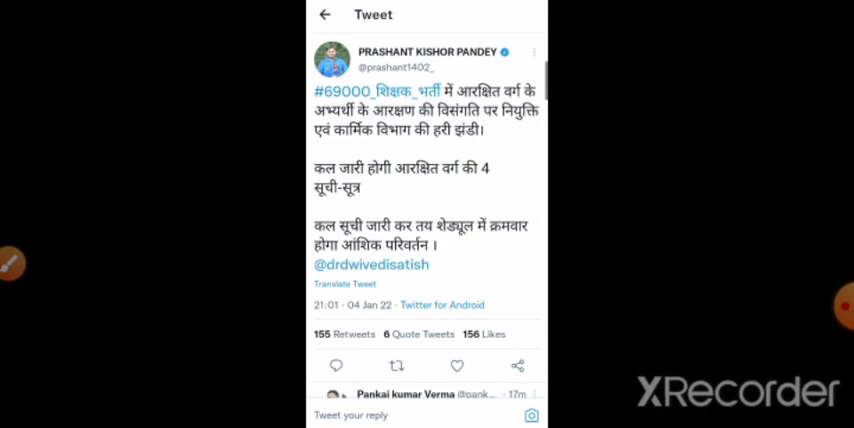 Tweet
PRASHANT KISHOR PANDEY
@prashant1402_
#69000_शिक्षक_भर्ती में आरक्षित वर्ग के
अभ्यर्थी के आरक्षण की विसंगति पर नियुक्ति
एवं कार्मिक विभाग की हरी झंडी।
कल जारी होगी आरक्षित वर्ग की 4
सूची-सूत्र
कल सूची जारी कर तय शेड्यूल में क्रमवार
होगा आंशिक परिवर्तन ।
@drdwivedisatish
Translate Tweet
21:01 · 04 Jan 22 · Twitter for Android
155 Retweets 6 Quote Tweets 156 Likes
Pankaj kumar Verma @pank... · 17m
Tweet your reply
XRecorder